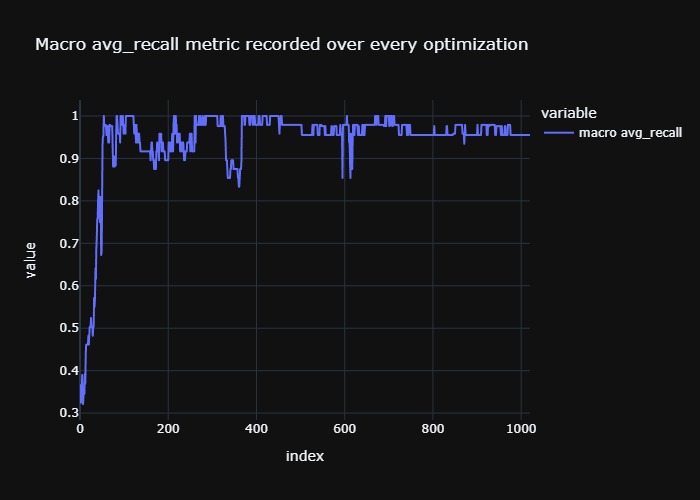 Macro avg_recall metric recorded over every optimization
variable
macro avg_recall
value
1
0.9
0.8
0.7
0.6
0.5
0.4
0.3
0
200
400
600
800
1000
index